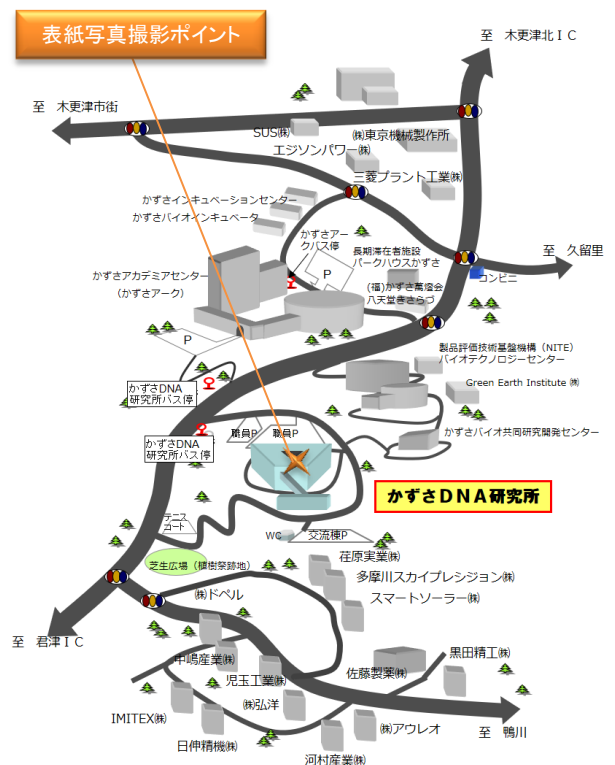 表紙写真撮影ポイント
至　木更津北ＩＣ
至　木更津市街
SUS㈱
㈱東京機械製作所
エジソンパワー㈱
三菱プラント工業㈱
かずさインキュベーションセンター
かずさバイオインキュベータ
かずさアー
クバス停
長期滞在者施設
パークハウスかずさ
至　久留里
コンビニ
P
かずさアカデミアセンター
（かずさアーク）
(福)かずさ萬燈会
八天堂きさらづ
P
製品評価技術基盤機構（NITE）
バイオテクノロジーセンター
Green Earth Institute ㈱
かずさDNA
研究所バス停
かずさDNA
研究所バス停
職員P
職員P
かずさバイオ共同研究開発センター
かずさＤＮＡ研究所
テニス
コート
WC
交流棟P
芝生広場（植樹祭跡地）
荏原実業㈱
多摩川スカイプレシジョン㈱
スマートソーラー㈱
㈱ドペル
至　君津ＩＣ
中嶋産業㈱
児玉工業㈱
佐藤製薬㈱
黒田精工㈱
IMITEX㈱
㈱弘洋
日伸精機㈱
㈱アウレオ
河村産業㈱
至　鴨川